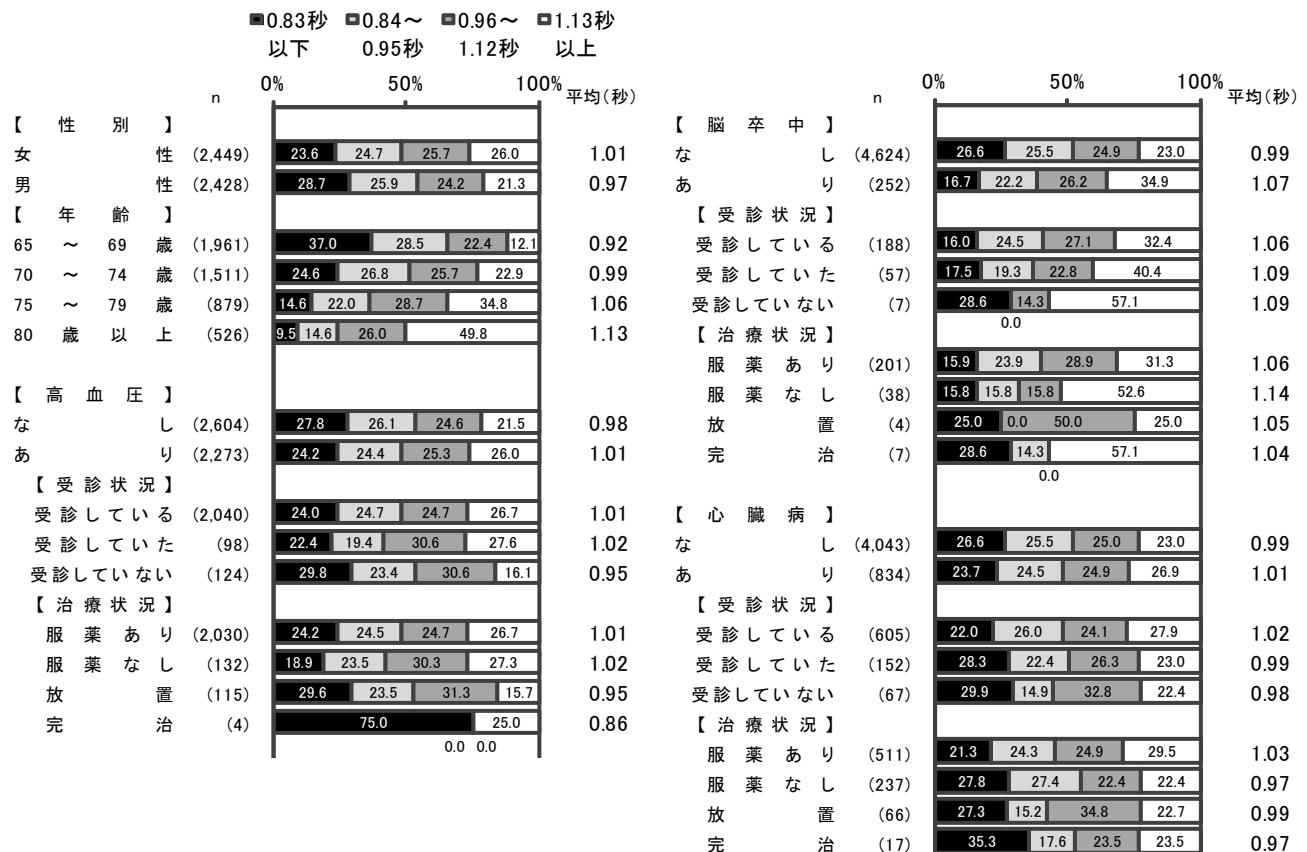 ■0.83秒 □0.84～ ■0.96～ □1.13秒
以下 0.95秒 1.12秒 以上
n 0% 50% 100% 平均(秒)
【 性 別 】
女 性 (2,449) 23.6 24.7 25.7 26.0 1.01
男 性 (2,428) 28.7 25.9 24.2 21.3 0.97
【 年 齢 】
65 ～ 69 歳 (1,961) 37.0 28.5 22.4 12.1 0.92
70 ～ 74 歳 (1,511) 24.6 26.8 25.7 22.9 0.99
75 ～ 79 歳 (879) 14.6 22.0 28.7 34.8 1.06
80 歳 以 上 (526) 9.5 14.6 26.0 49.8 1.13
【 高 血 圧 】
な し (2,604) 27.8 26.1 24.6 21.5 0.98
あ り (2,273) 24.2 24.4 25.3 26.0 1.01
【 受 診 状 況 】
受 診 し て い る (2,040) 24.0 24.7 24.7 26.7 1.01
受 診 し て い た (98) 22.4 19.4 30.6 27.6 1.02
受 診 し て い な い (124) 29.8 23.4 30.6 16.1 0.95
【 治 療 状 況 】
服 薬 あ り (2,030) 24.2 24.5 24.7 26.7 1.01
服 薬 な し (132) 18.9 23.5 30.3 27.3 1.02
放 置 (115) 29.6 23.5 31.3 15.7 0.95
完 治 (4) 75.0 25.0 0.86
0.0 0.0
n 0% 50% 100% 平均(秒)
【 脳 卒 中 】
な し (4,624) 26.6 25.5 24.9 23.0 0.99
あ り (252) 16.7 22.2 26.2 34.9 1.07
【 受 診 状 況 】
受 診 し て い る (188) 16.0 24.5 27.1 32.4 1.06
受 診 し て い た (57) 17.5 19.3 22.8 40.4 1.09
受 診 し て い な い (7) 28.6 14.3 57.1 1.09
0.0
【 治 療 状 況 】
服 薬 あ り (201) 15.9 23.9 28.9 31.3 1.06
服 薬 な し (38) 15.8 15.8 15.8 52.6 1.14
放 置 (4) 25.0 0.0 50.0 25.0 1.05
完 治 (7) 28.6 14.3 57.1 1.04
0.0
【 心 臓 病 】
な し (4,043) 26.6 25.5 25.0 23.0 0.99
あ り (834) 23.7 24.5 24.9 26.9 1.01
【 受 診 状 況 】
受 診 し て い る (605) 22.0 26.0 24.1 27.9 1.02
受 診 し て い た (152) 28.3 22.4 26.3 23.0 0.99
受 診 し て い な い (67) 29.9 14.9 32.8 22.4 0.98
【 治 療 状 況 】
服 薬 あ り (511) 21.3 24.3 24.9 29.5 1.03
服 薬 な し (237) 27.8 27.4 22.4 22.4 0.97
放 置 (66) 27.3 15.2 34.8 22.7 0.99
完 治 (17) 35.3 17.6 23.5 23.5 0.97